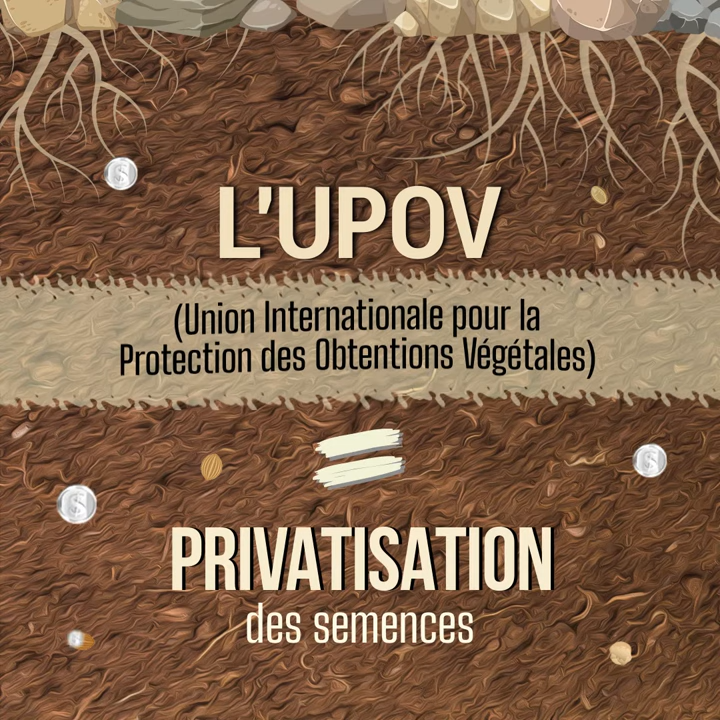 L'UPOV
(Union Internationale pour la
Protection des Obtentions Végétales)
=
PRIVATISATION
des semences